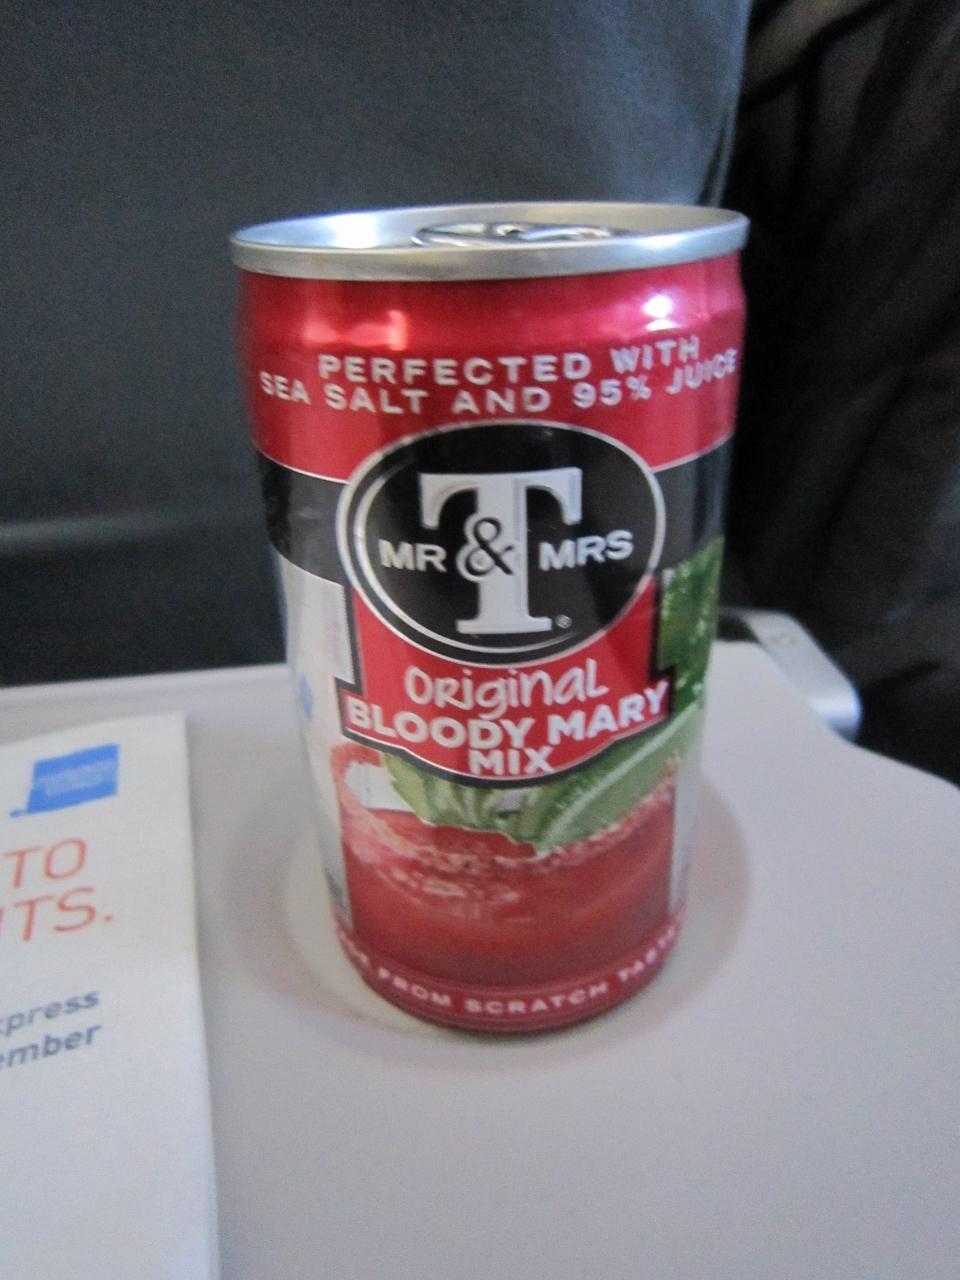 PERFECTED WITH
SEA SALT AND 95% JUICE
T
MR & MRS
®
Original
BLOODY MARY
MIX
FROM SCRATCH TASTE
TO
TS.
xpress
ember